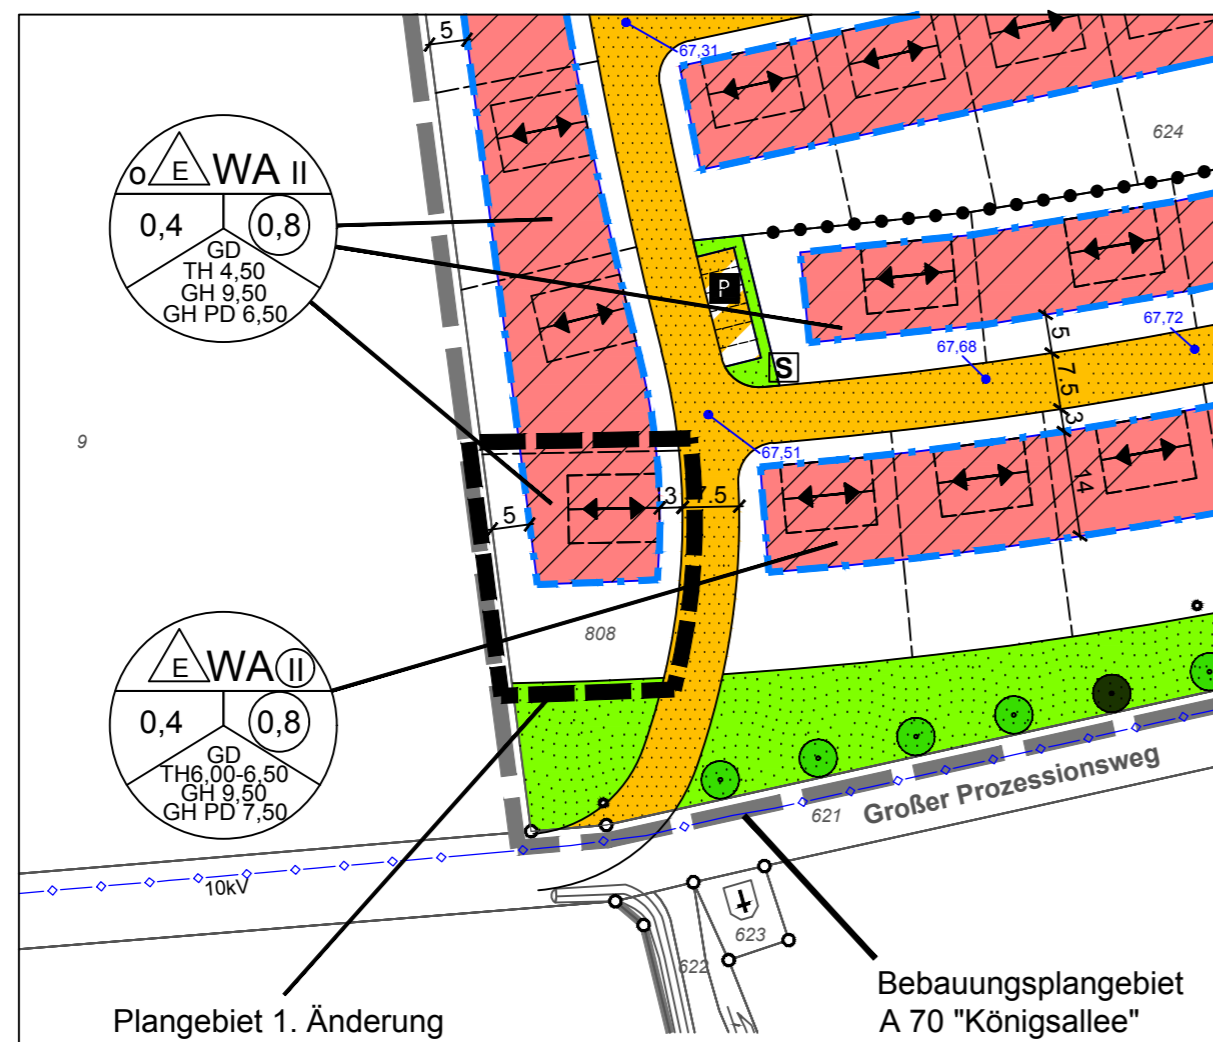 5
67,31
624
o E WA II
0,4 0,8
GD
TH 4,50
GH 9,50
GH PD 6,50
P
S
67,68
67,72
5
7.5
3
14
9
67,51
3 7.5
5
808
E WA II
0,4 0,8
GD
TH6,00-6,50
GH 9,50
GH PD 7,50
Großer Prozessionsweg
621
10kV
623
622
Plangebiet 1. Änderung
Bebauungsplangebiet
A 70 "Königsallee"